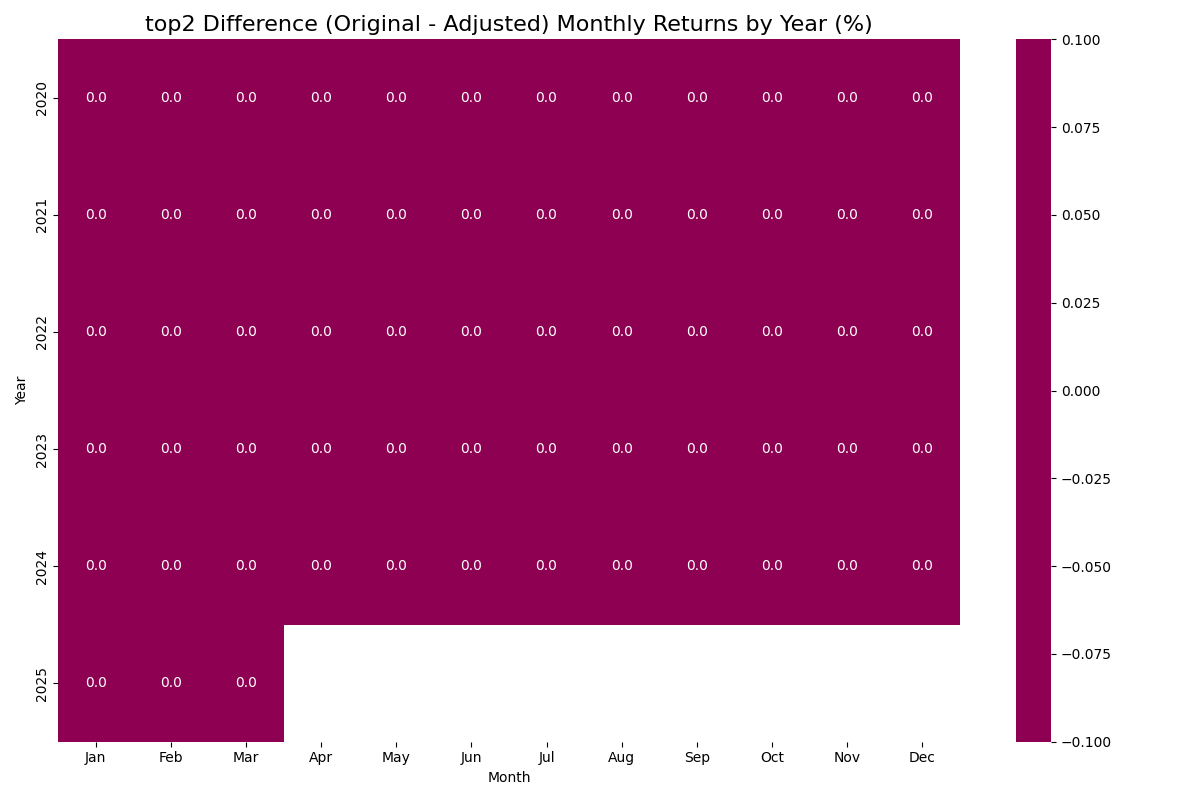 top2 Difference (Original - Adjusted) Monthly Returns by Year (%)
Year
2020 0.0 0.0 0.0 0.0 0.0 0.0 0.0 0.0 0.0 0.0 0.0 0.0
2021 0.0 0.0 0.0 0.0 0.0 0.0 0.0 0.0 0.0 0.0 0.0 0.0
2022 0.0 0.0 0.0 0.0 0.0 0.0 0.0 0.0 0.0 0.0 0.0 0.0
2023 0.0 0.0 0.0 0.0 0.0 0.0 0.0 0.0 0.0 0.0 0.0 0.0
2024 0.0 0.0 0.0 0.0 0.0 0.0 0.0 0.0 0.0 0.0 0.0 0.0
2025 0.0 0.0 0.0
Jan Feb Mar Apr May Jun Jul Aug Sep Oct Nov Dec
Month
0.100
0.075
0.050
0.025
0.000
−0.025
−0.050
−0.075
−0.100